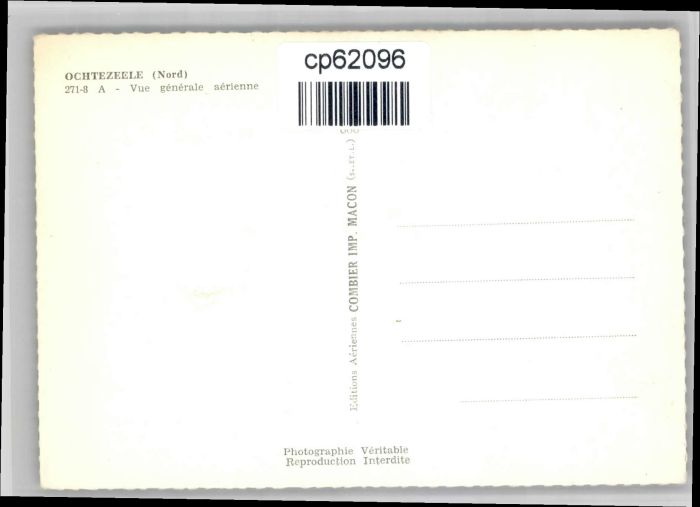 OCHTEZEELE (Nord)
271-8 A - Vue générale aérienne
cp62096
Editions Aériennes COMBIER IMP. MACON (S.-ET-L.)
Photographie Véritable
Reproduction Interdite